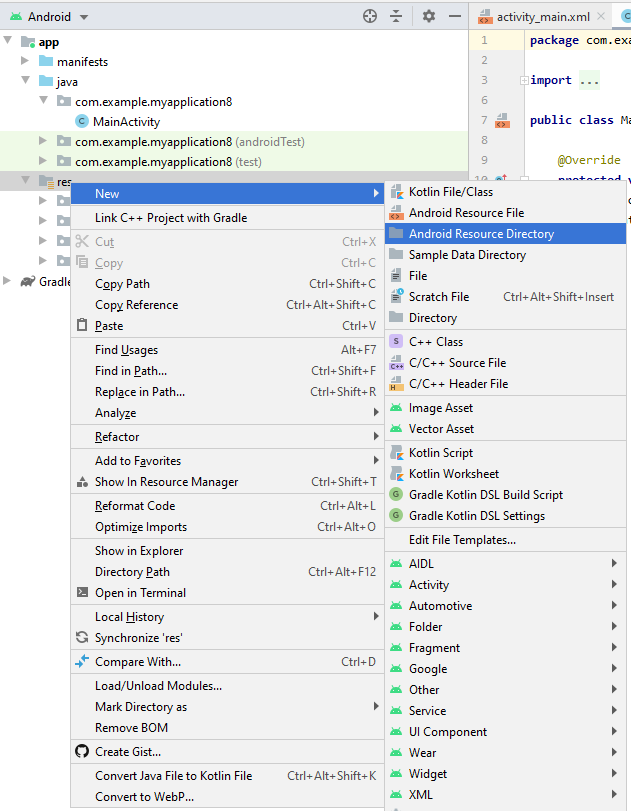 Android
activity_main.xml
app
manifests
java
com.example.myapplication8
MainActivity
com.example.myapplication8 (androidTest)
com.example.myapplication8 (test)
res
Gradle
1 package com.exa
2
3 import ...
6
7 public class Ma
8
9 @Override
10 protected v
New
Link C++ Project with Gradle
Cut Ctrl+X
Copy Ctrl+C
Copy Path Ctrl+Shift+C
Copy Reference Ctrl+Alt+Shift+C
Paste Ctrl+V
Find Usages Alt+F7
Find in Path... Ctrl+Shift+F
Replace in Path... Ctrl+Shift+R
Analyze
Refactor
Add to Favorites
Show In Resource Manager Ctrl+Shift+T
Reformat Code Ctrl+Alt+L
Optimize Imports Ctrl+Alt+O
Show in Explorer
Directory Path Ctrl+Alt+F12
Open in Terminal
Local History
Synchronize 'res'
Compare With... Ctrl+D
Load/Unload Modules...
Mark Directory as
Remove BOM
Create Gist...
Convert Java File to Kotlin File Ctrl+Alt+Shift+K
Convert to WebP...
Kotlin File/Class
Android Resource File
Android Resource Directory
Sample Data Directory
File
Scratch File Ctrl+Alt+Shift+Insert
Directory
C++ Class
C/C++ Source File
C/C++ Header File
Image Asset
Vector Asset
Kotlin Script
Kotlin Worksheet
Gradle Kotlin DSL Build Script
Gradle Kotlin DSL Settings
Edit File Templates...
AIDL
Activity
Automotive
Folder
Fragment
Google
Other
Service
UI Component
Wear
Widget
XML